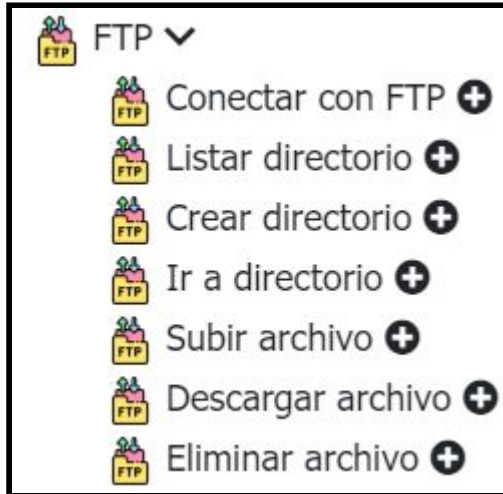 FTP
Conectar con FTP
Listar directorio
Crear directorio
Ir a directorio
Subir archivo
Descargar archivo
Eliminar archivo